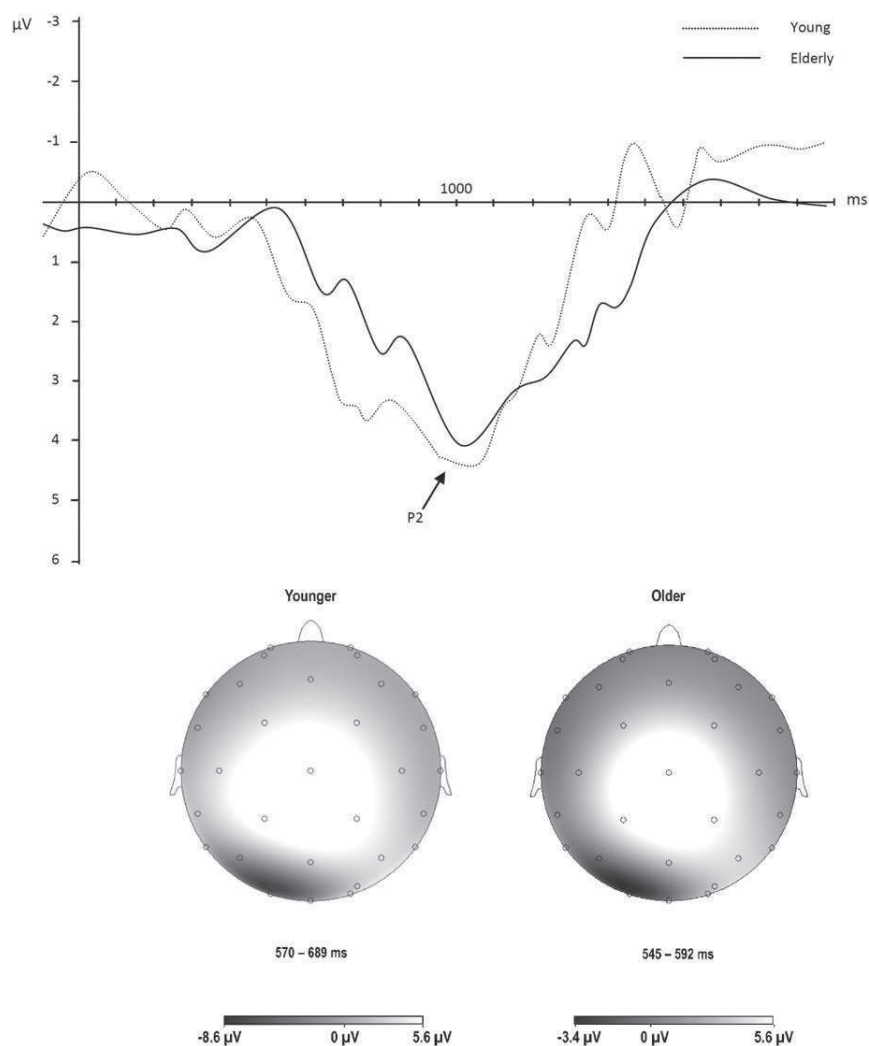 µV
-3
-2
-1
1
2
3
4
5
6
Young
Elderly
1000
ms
P2
Younger
Older
570 – 689 ms
545 – 592 ms
-8.6 µV 0 µV 5.6 µV
-3.4 µV 0 µV 5.6 µV